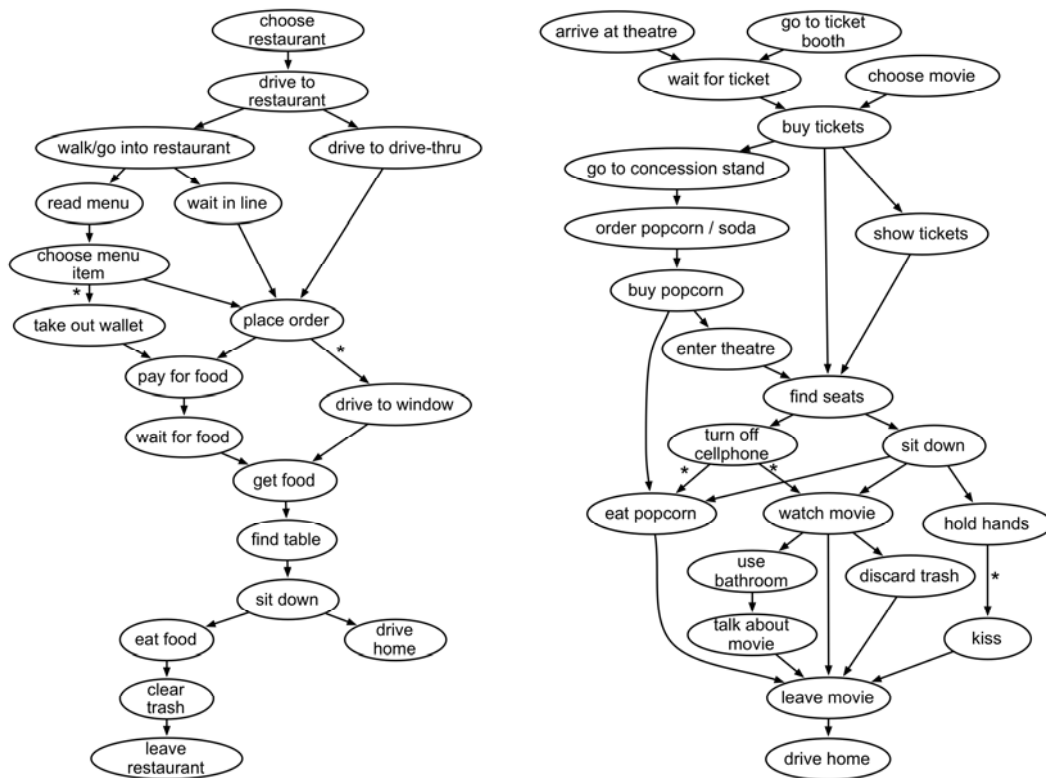 choose
restaurant
drive to
restaurant
walk/go into restaurant
drive to drive-thru
read menu
wait in line
choose menu
item
*
take out wallet
place order
*
pay for food
drive to window
wait for food
get food
find table
sit down
eat food
drive
home
clear
trash
leave
restaurant
arrive at theatre
go to ticket
booth
wait for ticket
choose movie
buy tickets
go to concession stand
order popcorn / soda
show tickets
buy popcorn
enter theatre
find seats
turn off
cellphone
sit down
*
*
eat popcorn
watch movie
hold hands
use
bathroom
discard trash
*
talk about
movie
kiss
leave movie
drive home